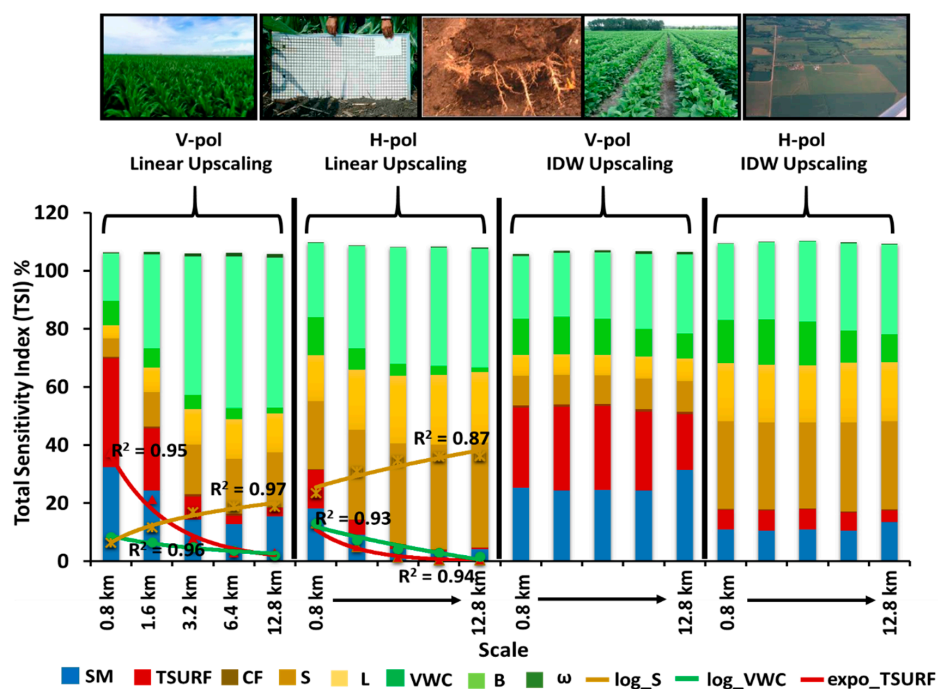 V-pol
Linear Upscaling
H-pol
Linear Upscaling
V-pol
IDW Upscaling
H-pol
IDW Upscaling
Total Sensitivity Index (TSI) %
120
100
80
60
40
20
0
R² = 0.95
R² = 0.97
R² = 0.96
R² = 0.87
R² = 0.93
R² = 0.94
0.8 km
1.6 km
3.2 km
6.4 km
12.8 km
0.8 km
12.8 km
0.8 km
12.8 km
0.8 km
12.8 km
Scale
SM TSURF CF S L VWC B ω log_S log_VWC expo_TSURF